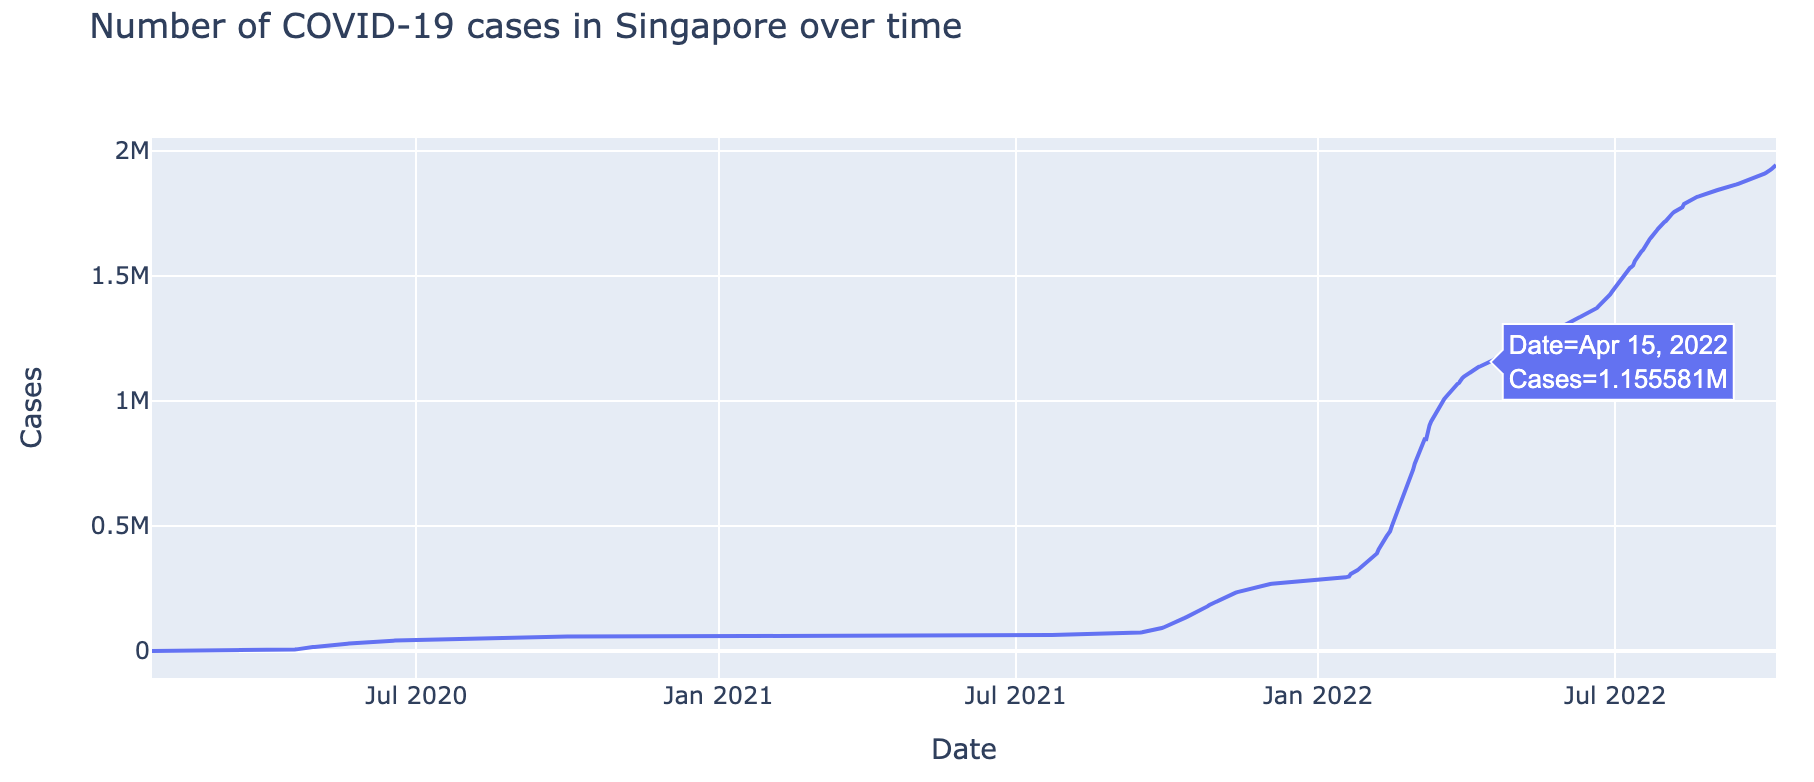 Number of COVID-19 cases in Singapore over time
2M
1.5M
1M
0.5M
0
Cases
Date=Apr 15, 2022
Cases=1.155581M
Jul 2020
Jan 2021
Jul 2021
Jan 2022
Jul 2022
Date